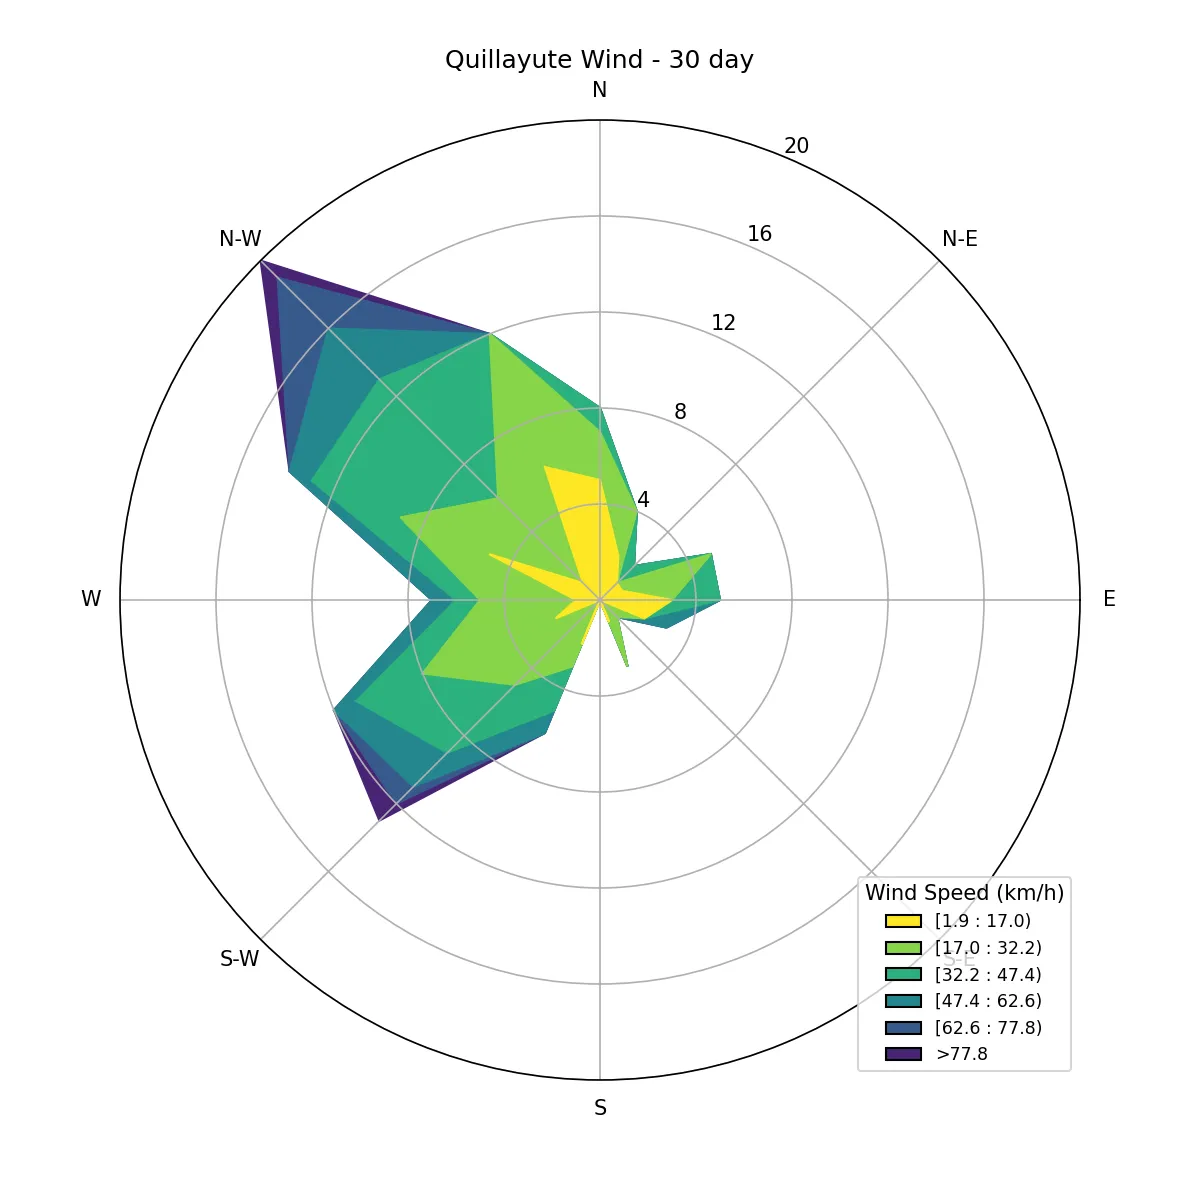 Quillayute Wind - 30 day
N
20
16
N-W
N-E
12
8
4
W
E
Wind Speed (km/h)
[1.9 : 17.0)
[17.0 : 32.2)
[32.2 : 47.4)
[47.4 : 62.6)
[62.6 : 77.8)
>77.8
S-W
S-E
S